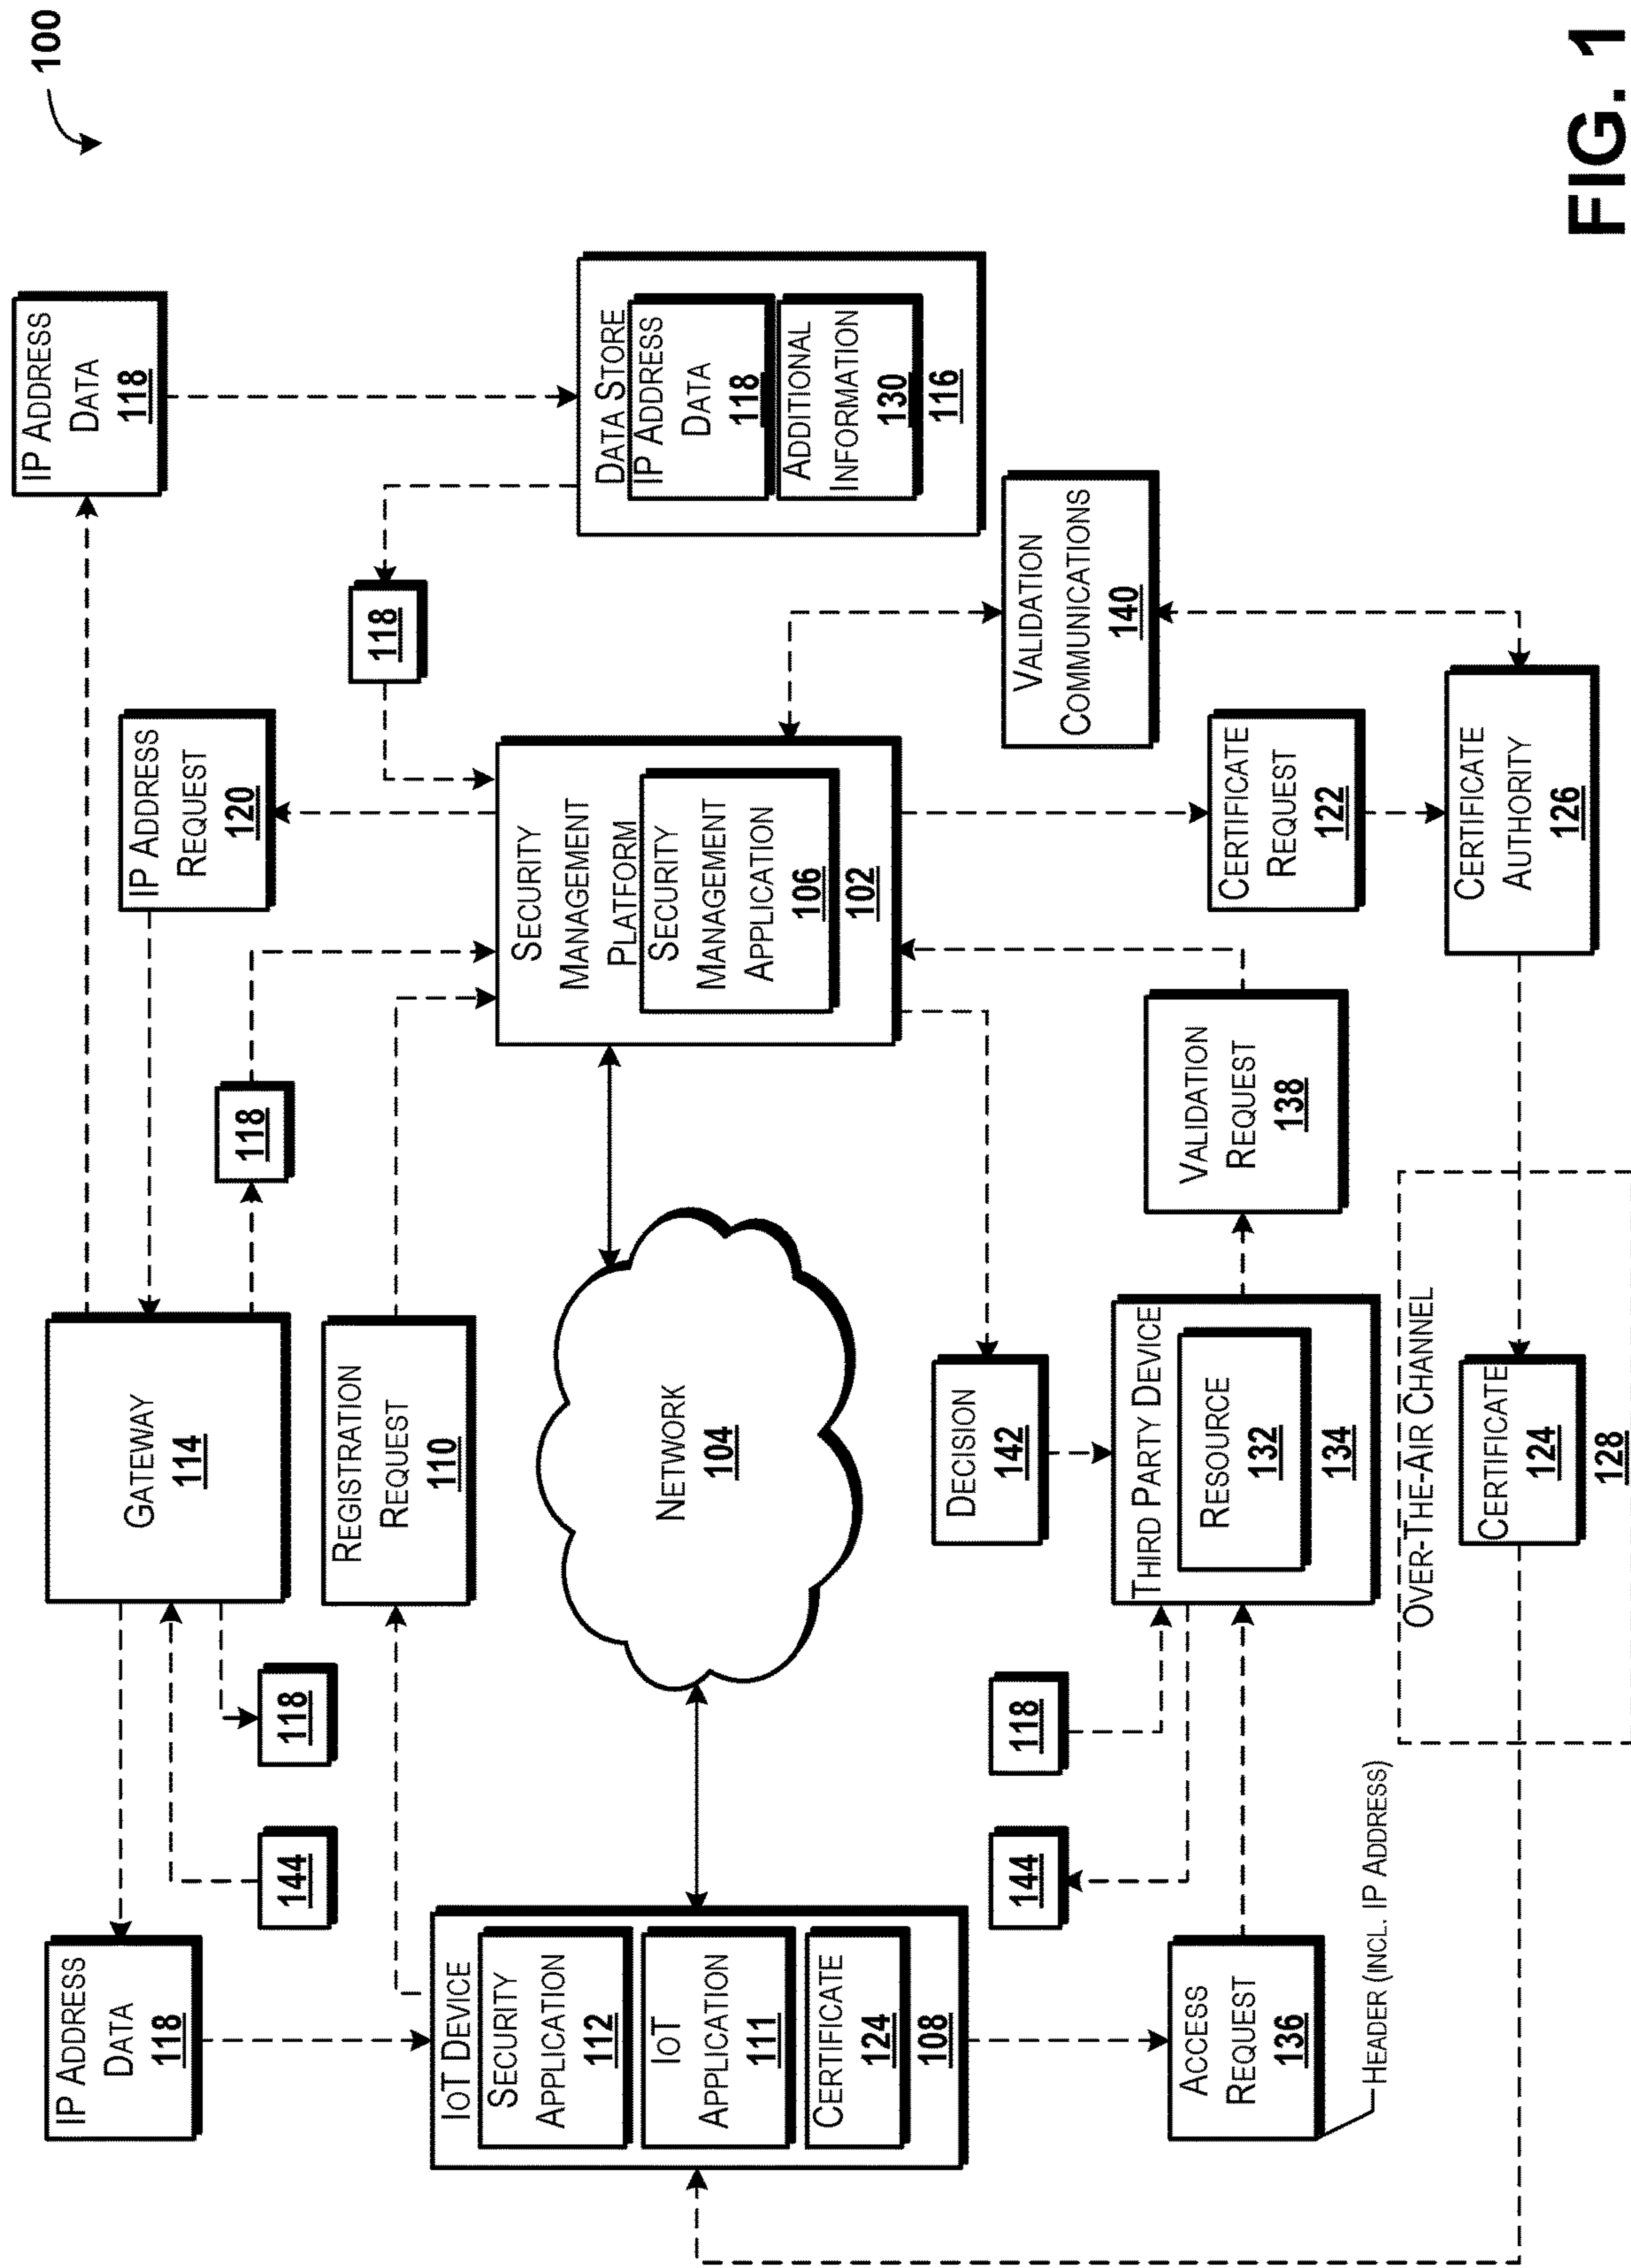 100
IP ADDRESS
DATA
118
GATEWAY
114
IP ADDRESS
REQUEST
120
IP ADDRESS
DATA
118
144
118
118
118
REGISTRATION
REQUEST
110
IOT DEVICE
SECURITY
APPLICATION
112
IOT
APPLICATION
111
CERTIFICATE
124
108
NETWORK
104
SECURITY
MANAGEMENT
PLATFORM
SECURITY
MANAGEMENT
APPLICATION
106
102
DATA STORE
IP ADDRESS
DATA
118
ADDITIONAL
INFORMATION
130
116
144
118
DECISION
142
VALIDATION
COMMUNICATIONS
140
ACCESS
REQUEST
136
THIRD PARTY DEVICE
RESOURCE
132
134
VALIDATION
REQUEST
138
CERTIFICATE
REQUEST
122
HEADER (INCL. IP ADDRESS)
OVER-THE-AIR CHANNEL
CERTIFICATE
124
128
CERTIFICATE
AUTHORITY
126
FIG. 1